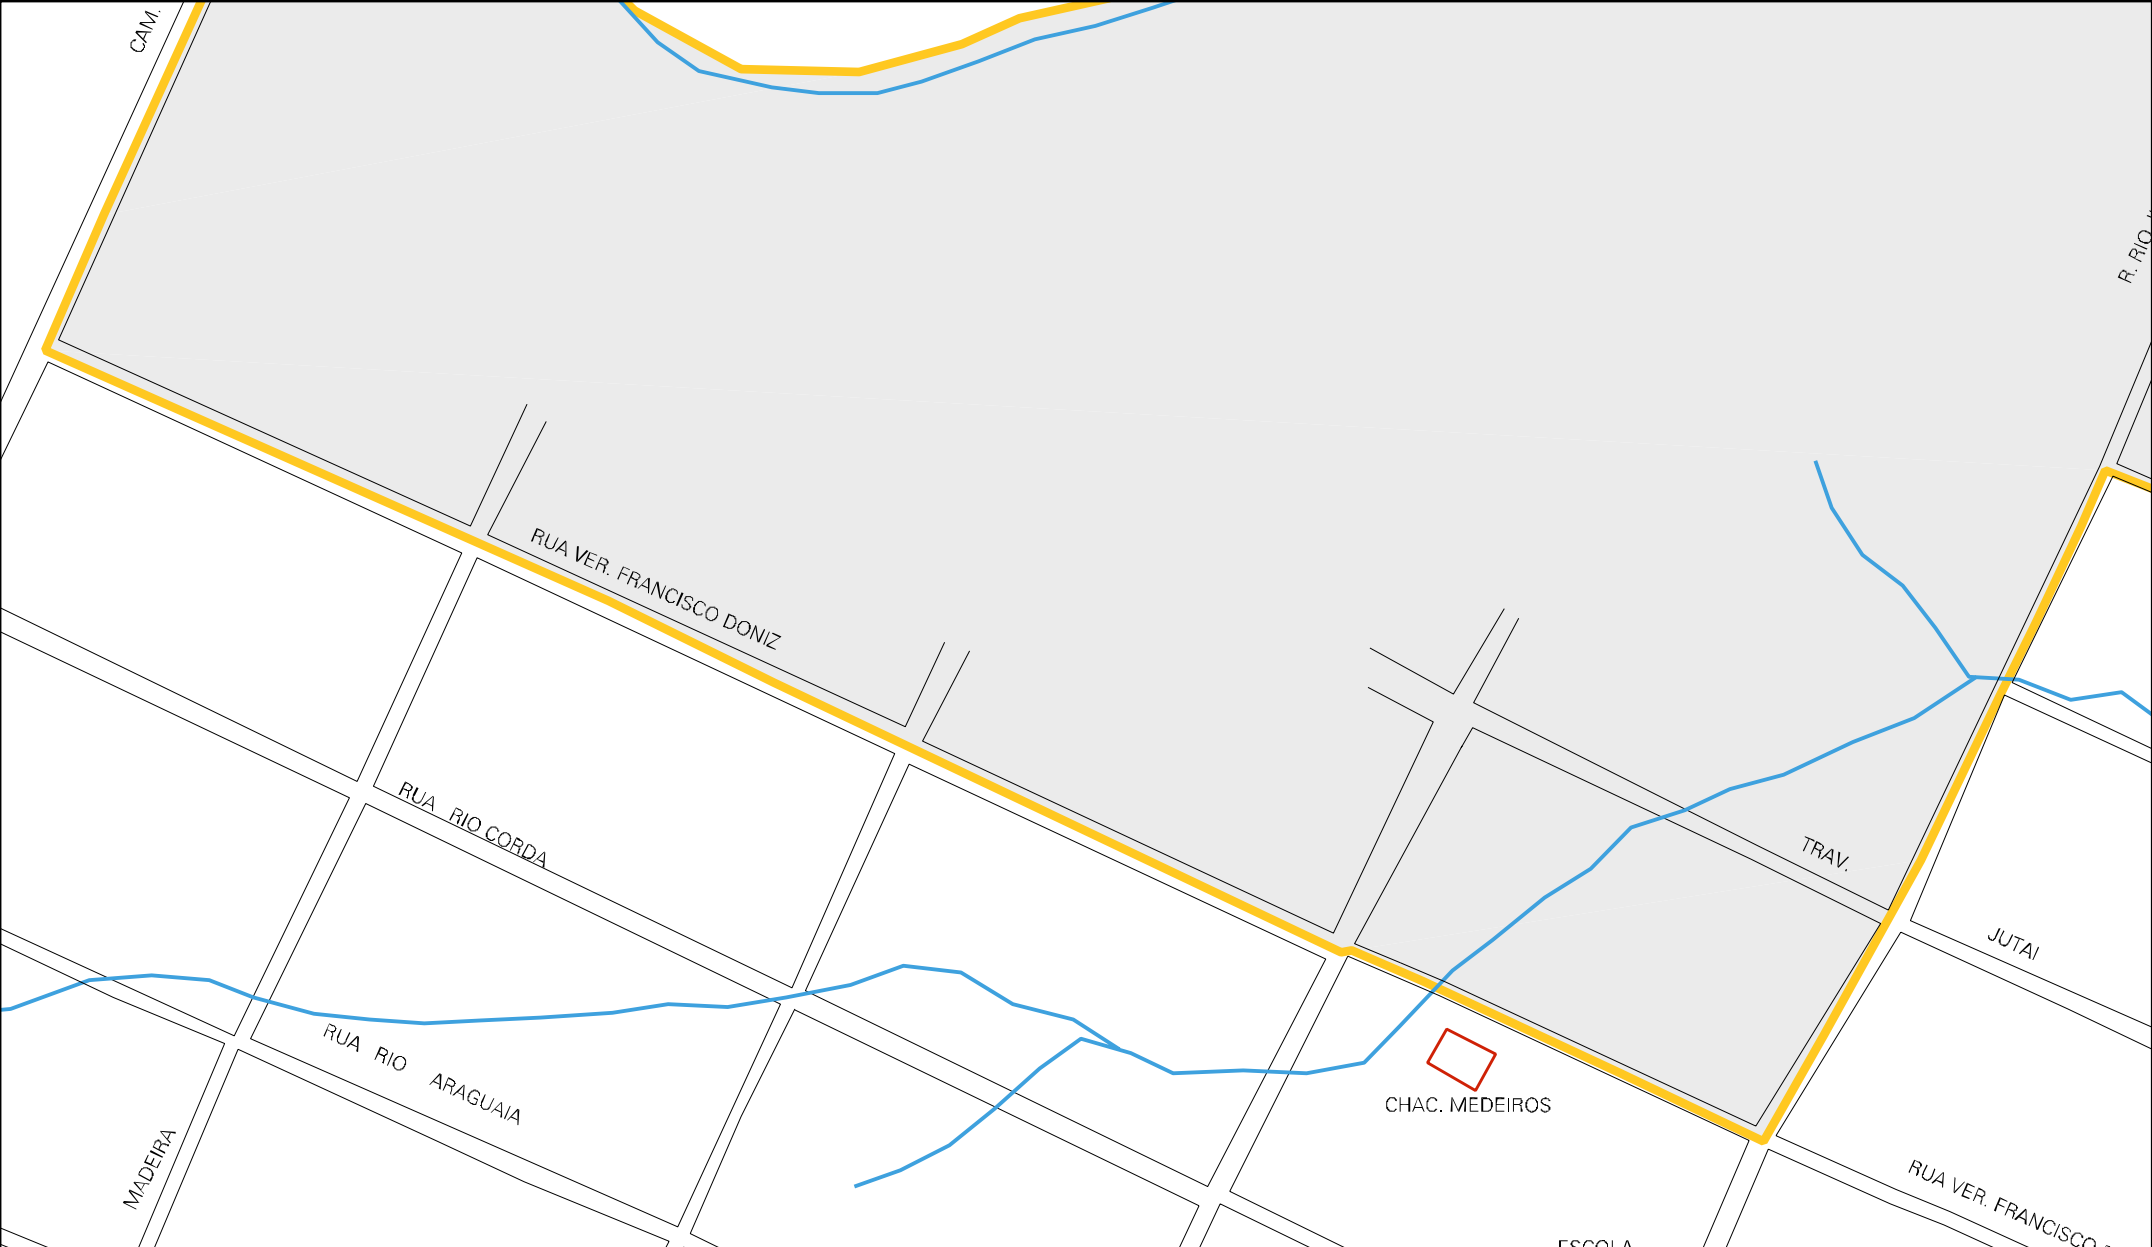 CAM.
R. RIO
RUA VER. FRANCISCO DONIZ
RUA RIO CORDA
TRAV.
JUTAI
RUA RIO ARAGUAIA
CHAC. MEDEIROS
MADEIRA
RUA VER. FRANCISCO
ESCOLA